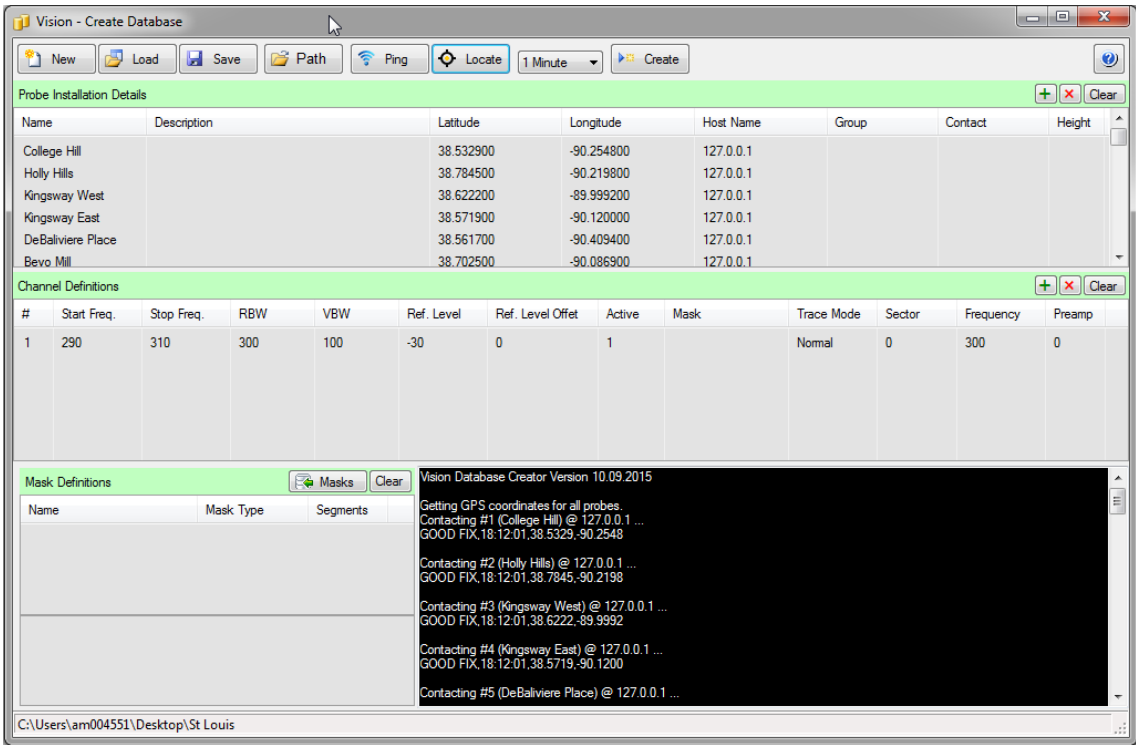 Vision - Create Database
New Load Save Path Ping Locate 1 Minute Create
Probe Installation Details Clear
Name Description Latitude Longitude Host Name Group Contact Height
College Hill 38.532900 -90.254800 127.0.0.1
Holly Hills 38.784500 -90.219800 127.0.0.1
Kingsway West 38.622200 -89.999200 127.0.0.1
Kingsway East 38.571900 -90.120000 127.0.0.1
DeBaliviere Place 38.561700 -90.409400 127.0.0.1
Bevo Mill 38.702500 -90.086900 127.0.0.1
Channel Definitions Clear
# Start Freq. Stop Freq. RBW VBW Ref. Level Ref. Level Offet Active Mask Trace Mode Sector Frequency Preamp
1 290 310 300 100 -30 0 1 Normal 0 300 0
Mask Definitions Masks Clear
Name Mask Type Segments
Vision Database Creator Version 10.09.2015
Getting GPS coordinates for all probes.
Contacting #1 (College Hill) @ 127.0.0.1 ...
GOOD FIX,18:12:01,38.5329,-90.2548
Contacting #2 (Holly Hills) @ 127.0.0.1 ...
GOOD FIX,18:12:01,38.7845,-90.2198
Contacting #3 (Kingsway West) @ 127.0.0.1 ...
GOOD FIX,18:12:01,38.6222,-89.9992
Contacting #4 (Kingsway East) @ 127.0.0.1 ...
GOOD FIX,18:12:01,38.5719,-90.1200
Contacting #5 (DeBaliviere Place) @ 127.0.0.1 ...
C:\Users\am004551\Desktop\St Louis